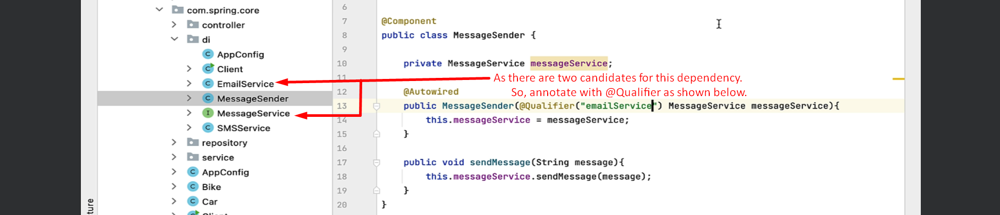 com.spring.core
controller
di
AppConfig
Client
EmailService
MessageSender
MessageService
SMSService
repository
service
AppConfig
Bike
Car
6
7 @Component
8 public class MessageSender {
9
10 private MessageService messageService;
11
As there are two candidates for this dependency.
So, annotate with @Qualifier as shown below.
12 @Autowired
13 public MessageSender(@Qualifier("emailService") MessageService messageService){
14 this.messageService = messageService;
15 }
16
17 public void sendMessage(String message){
18 this.messageService.sendMessage(message);
19 }
20 }